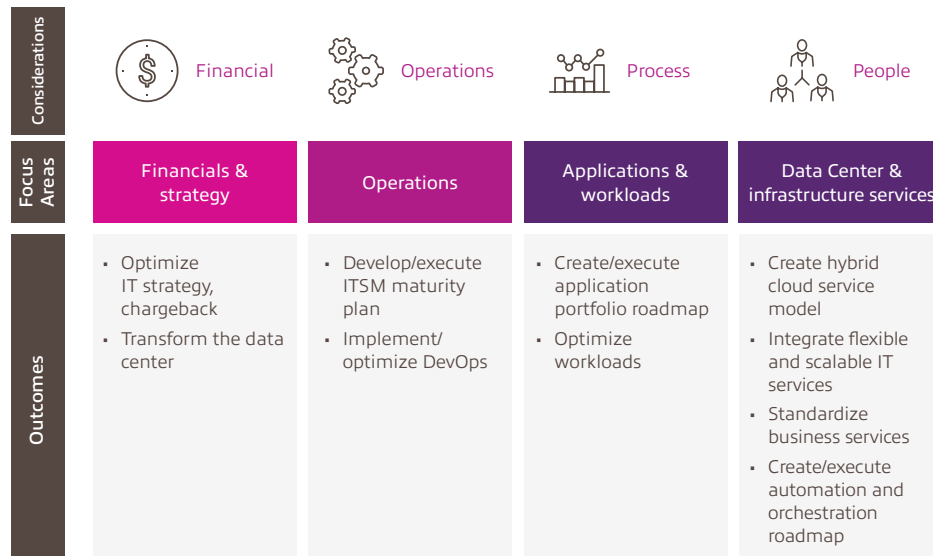 Considerations
Financial
Operations
Process
People
Focus
Areas
Financials &
strategy
Operations
Applications &
workloads
Data Center &
infrastructure services
Outcomes
▪ Optimize
IT strategy,
chargeback
▪ Transform the data
center
▪ Develop/execute
ITSM maturity
plan
▪ Implement/
optimize DevOps
▪ Create/execute
application
portfolio roadmap
▪ Optimize
workloads
▪ Create hybrid
cloud service
model
▪ Integrate flexible
and scalable IT
services
▪ Standardize
business services
▪ Create/execute
automation and
orchestration
roadmap